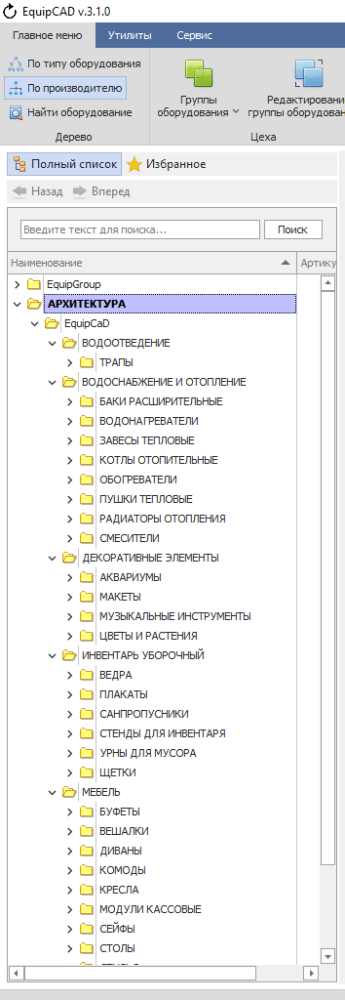 EquipCAD v.3.1.0
Главное меню Утилиты Сервис
По типу оборудования
По производителю
Найти оборудование
Дерево
Группы
оборудования
Редактировани
группы оборудован
Цеха
Полный список Избранное
Назад Вперед
Введите текст для поиска... Поиск
Наименование Артику
EquipGroup
АРХИТЕКТУРА
EquipCaD
ВОДООТВЕДЕНИЕ
ТРАПЫ
ВОДОСНАБЖЕНИЕ И ОТОПЛЕНИЕ
БАКИ РАСШИРИТЕЛЬНЫЕ
ВОДОНАГРЕВАТЕЛИ
ЗАВЕСЫ ТЕПЛОВЫЕ
КОТЛЫ ОТОПИТЕЛЬНЫЕ
ОБОГРЕВАТЕЛИ
ПУШКИ ТЕПЛОВЫЕ
РАДИАТОРЫ ОТОПЛЕНИЯ
СМЕСИТЕЛИ
ДЕКОРАТИВНЫЕ ЭЛЕМЕНТЫ
АКВАРИУМЫ
МАКЕТЫ
МУЗЫКАЛЬНЫЕ ИНСТРУМЕНТЫ
ЦВЕТЫ И РАСТЕНИЯ
ИНВЕНТАРЬ УБОРОЧНЫЙ
ВЕДРА
ПЛАКАТЫ
САНПРОПУСНИКИ
СТЕНДЫ ДЛЯ ИНВЕНТАРЯ
УРНЫ ДЛЯ МУСОРА
ЩЕТКИ
МЕБЕЛЬ
БУФЕТЫ
ВЕШАЛКИ
ДИВАНЫ
КОМОДЫ
КРЕСЛА
МОДУЛИ КАССОВЫЕ
СЕЙФЫ
СТОЛЫ